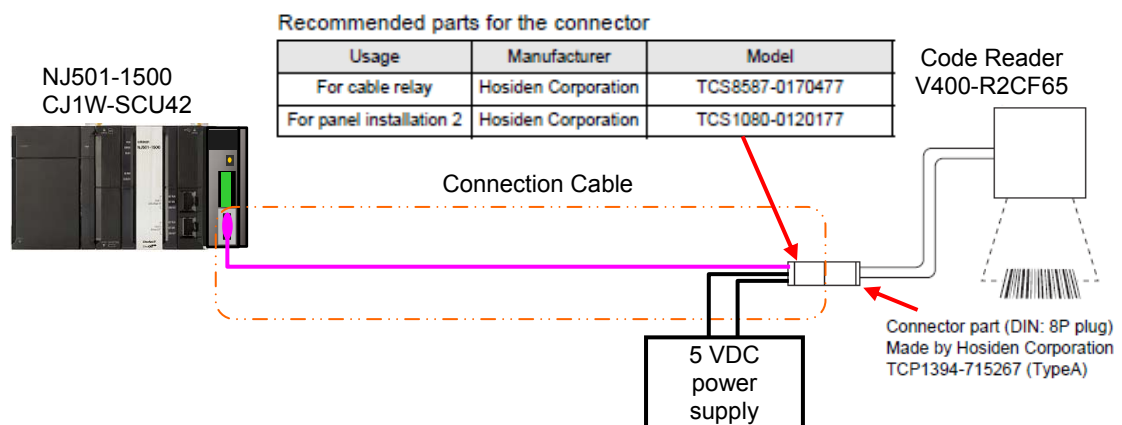 Recommended parts for the connector
Usage Manufacturer Model
For cable relay Hosiden Corporation TCS8587-0170477
For panel installation 2 Hosiden Corporation TCS1080-0120177
NJ501-1500
CJ1W-SCU42
Code Reader
V400-R2CF65
Connection Cable
Connector part (DIN: 8P plug)
Made by Hosiden Corporation
TCP1394-715267 (TypeA)
5 VDC
power
supply